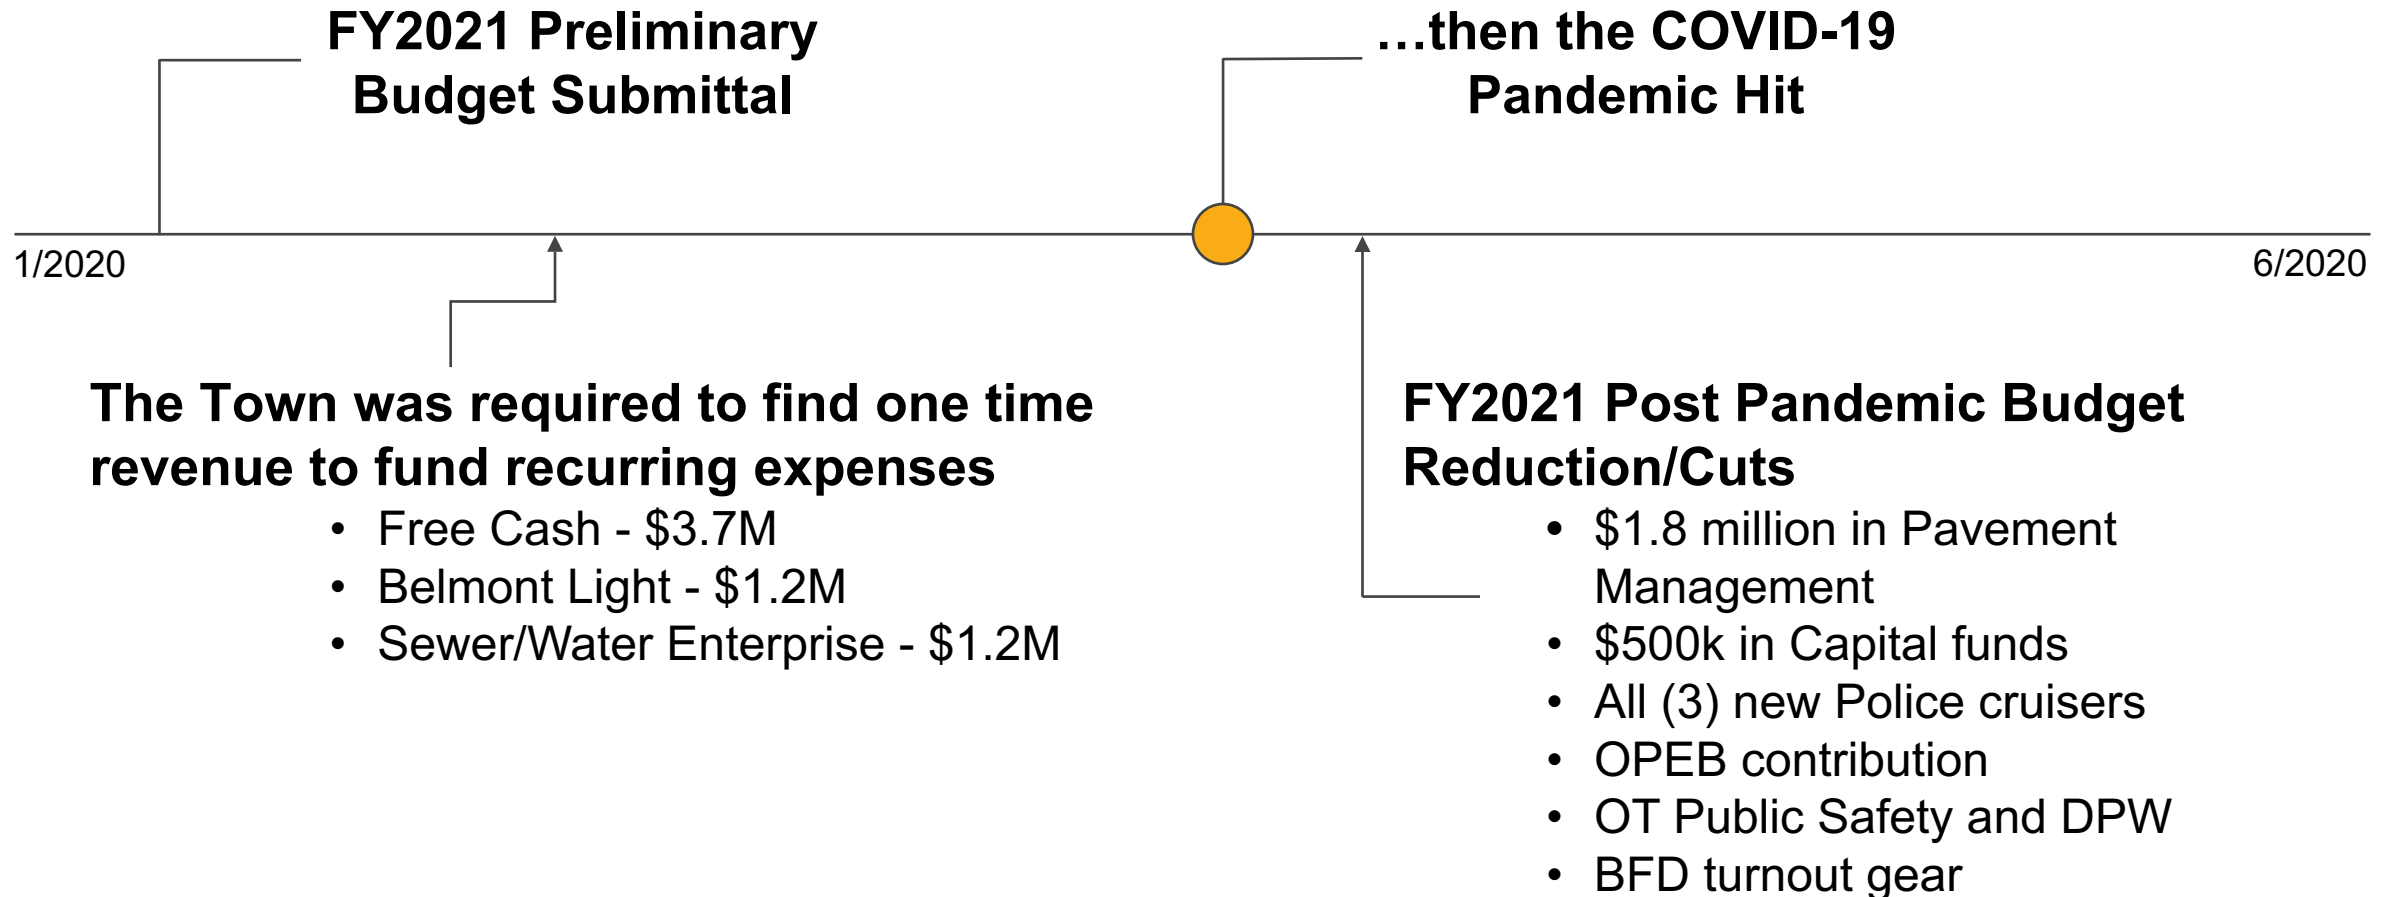 FY2021 Preliminary
Budget Submittal
…then the COVID-19
Pandemic Hit
1/2020
6/2020
The Town was required to find one time
revenue to fund recurring expenses
• Free Cash - $3.7M
• Belmont Light - $1.2M
• Sewer/Water Enterprise - $1.2M
FY2021 Post Pandemic Budget
Reduction/Cuts
• $1.8 million in Pavement
Management
• $500k in Capital funds
• All (3) new Police cruisers
• OPEB contribution
• OT Public Safety and DPW
• BFD turnout gear